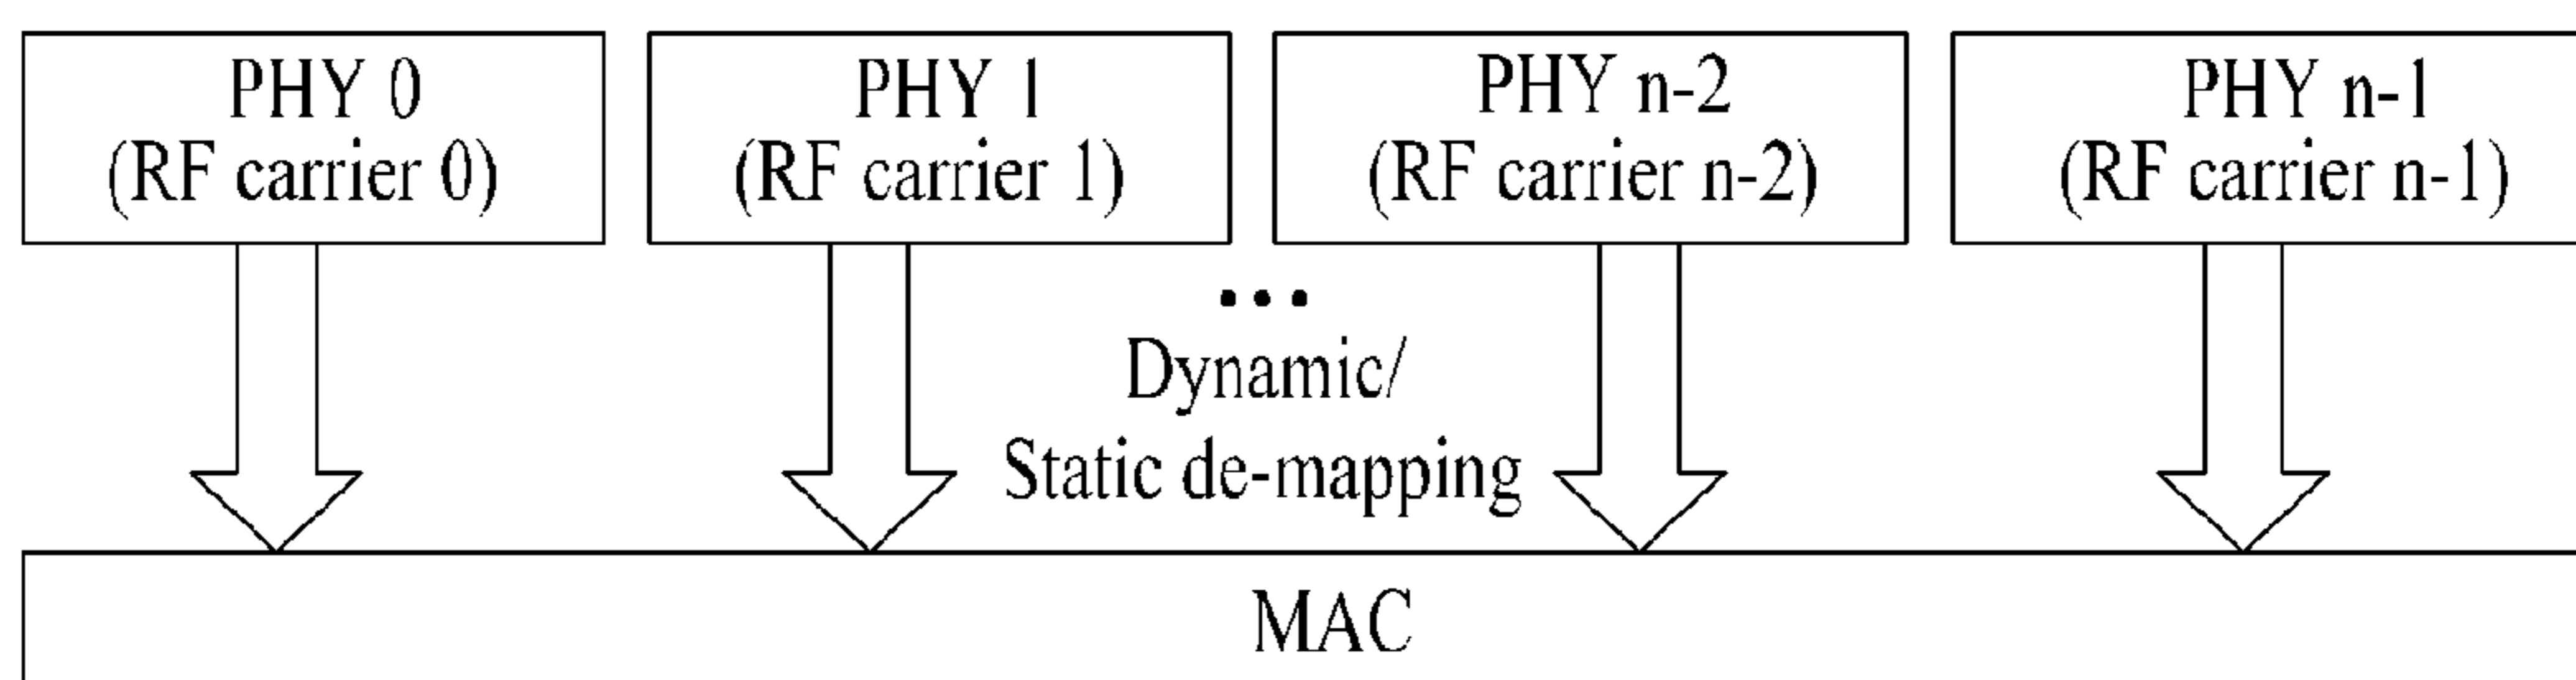 PHY 0
(RF carrier 0)
PHY 1
(RF carrier 1)
PHY n-2
(RF carrier n-2)
PHY n-1
(RF carrier n-1)
•••
Dynamic/
Static de-mapping
MAC